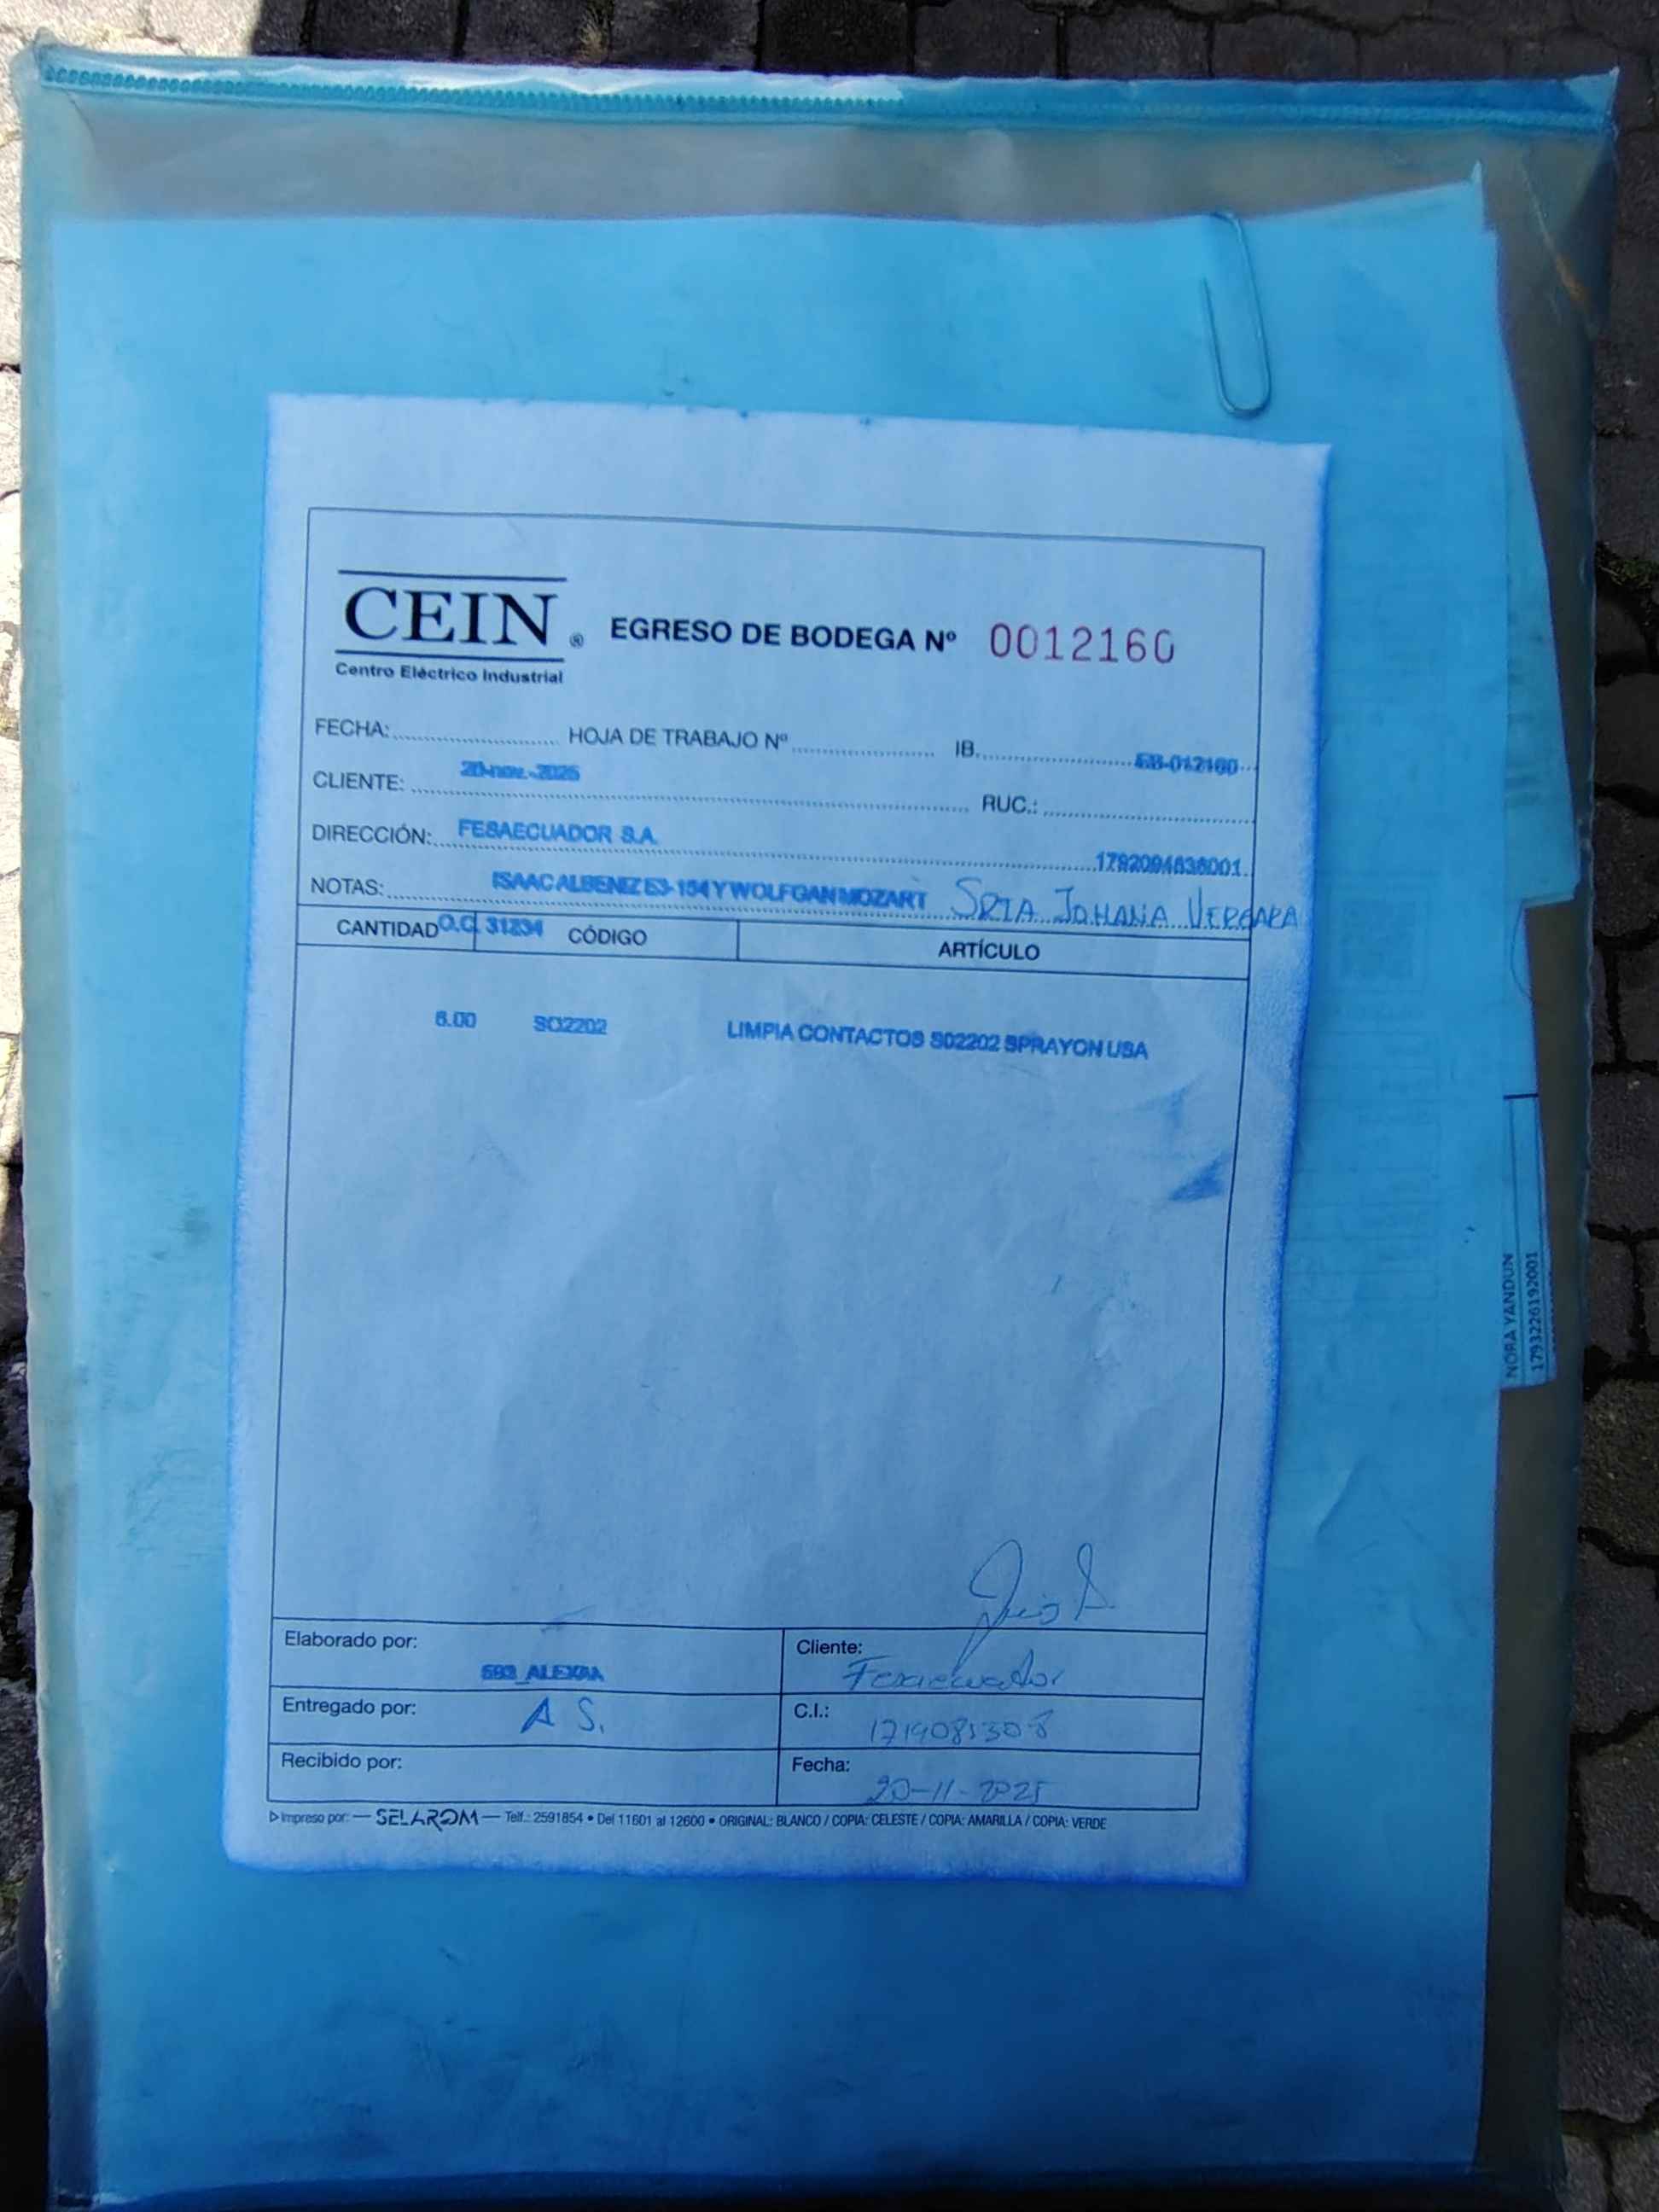 CEIN ®
Centro Eléctrico Industrial
EGRESO DE BODEGA Nº 0012160
FECHA: HOJA DE TRABAJO Nº IB. EB-012160
20-nov.-2025
CLIENTE: RUC.:
FESAECUADOR S.A. 1792094636001
DIRECCIÓN:
ISAAC ALBENIZ E3-154 Y WOLFGAN MOZART SRTA JOHANA VERGARA
NOTAS:
O.C. 31234
CANTIDAD CÓDIGO ARTÍCULO
6.00 SO2202 LIMPIA CONTACTOS S02202 SPRAYON USA
Elaborado por: 593_ALEXAA
Cliente: Fesaecuador
Entregado por: A S.
C.I.: 1719085308
Recibido por:
Fecha: 20-11-2025
Impreso por: SELAROM Telf.: 2591854 • Del 11601 al 12600 • ORIGINAL: BLANCO / COPIA: CELESTE / COPIA: AMARILLA / COPIA: VERDE
NORA YANDUN
1793226192001